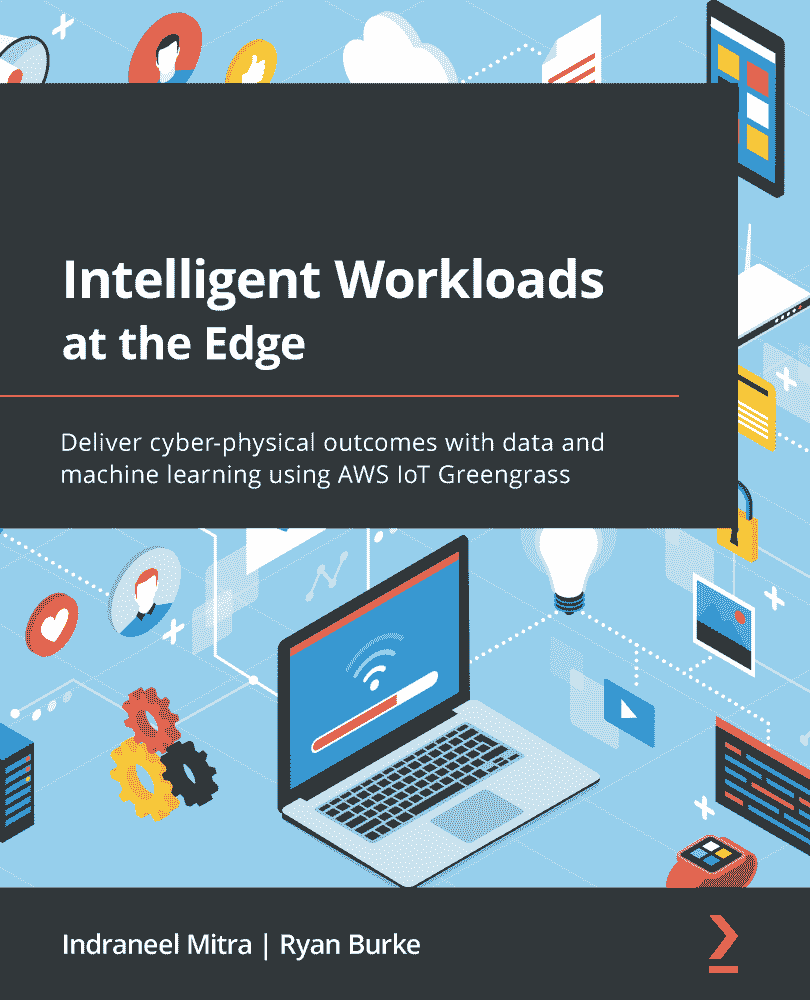 Intelligent Workloads
at the Edge
Deliver cyber-physical outcomes with data and
machine learning using AWS IoT Greengrass
Indraneel Mitra | Ryan Burke